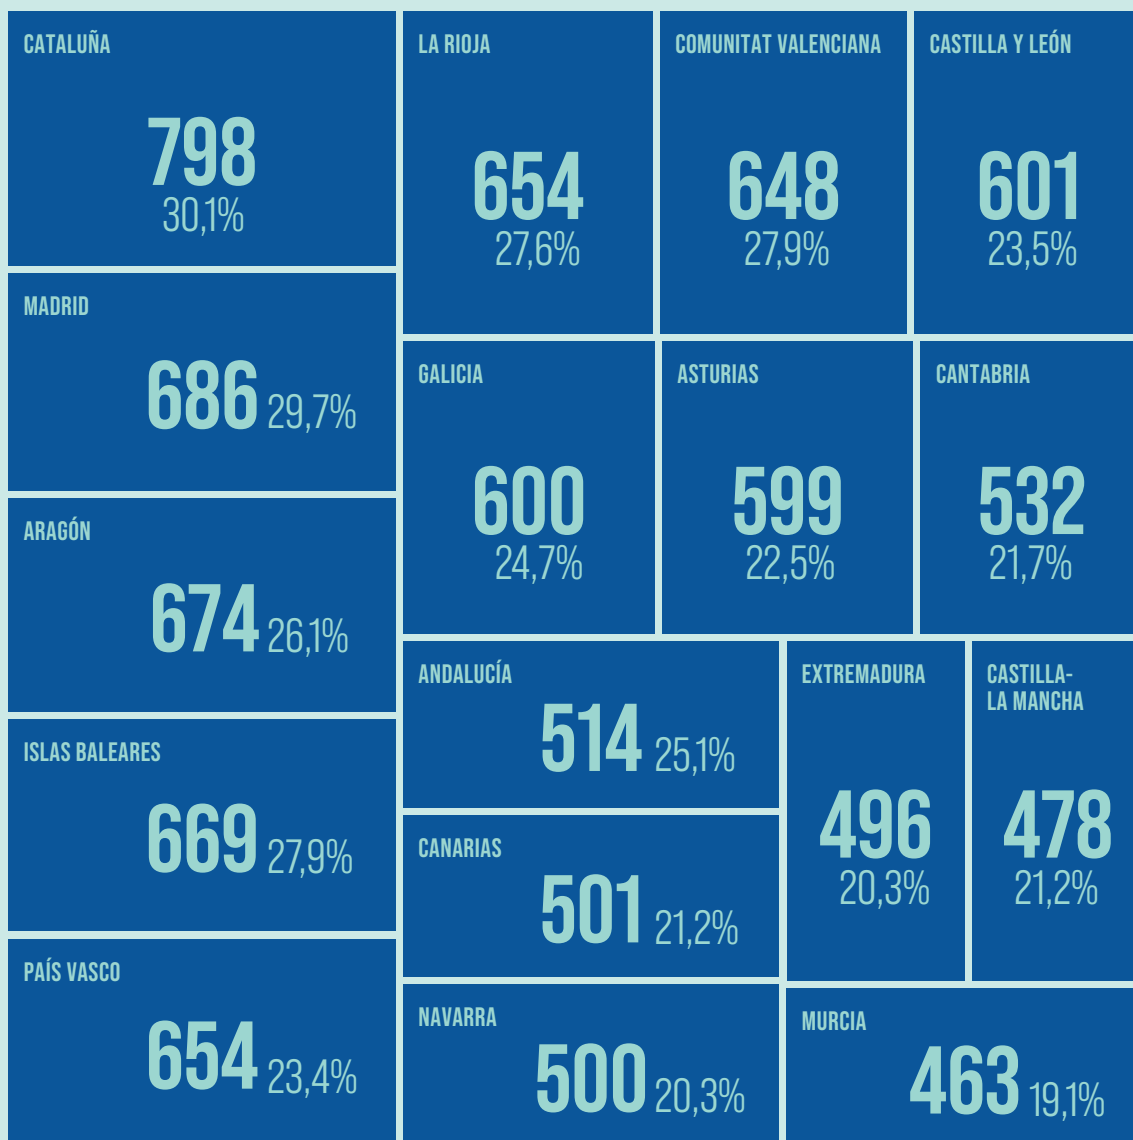 CATALUÑA
798
30,1%
LA RIOJA
654
27,6%
COMUNITAT VALENCIANA
648
27,9%
CASTILLA Y LEÓN
601
23,5%
MADRID
686 29,7%
GALICIA
600
24,7%
ASTURIAS
599
22,5%
CANTABRIA
532
21,7%
ARAGÓN
674 26,1%
ISLAS BALEARES
669 27,9%
PAÍS VASCO
654 23,4%
ANDALUCÍA
514 25,1%
CANARIAS
501 21,2%
NAVARRA
500 20,3%
EXTREMADURA
496
20,3%
CASTILLA-
LA MANCHA
478
21,2%
MURCIA
463 19,1%